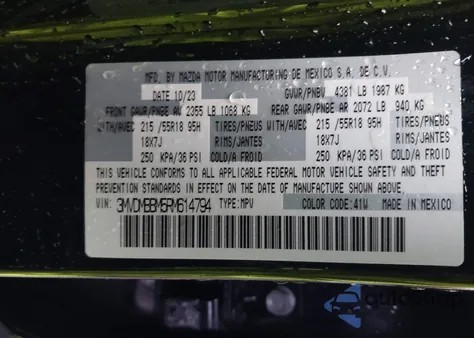 MFD. BY MAZDA MOTOR MANUFACTURING DE MEXICO S.A. DE C.V.
DATE 10/23 GVWR/PNBV 4381 LB 1987 KG
FRONT GAWR/PNBE AV 2355 LB 1068 KG REAR GAWR/PNBE AR 2072 LB 940 KG
WITH/AVEC 215 /55R18 95H TIRES/PNEUS WITH/AVEC 215 /55R18 95H TIRES/PNEUS
18X7J RIMS/JANTES 18X7J RIMS/JANTES
250 KPA/36 PSI COLD/A FROID 250 KPA/36 PSI COLD/A FROID
THIS VEHICLE CONFORMS TO ALL APPLICABLE FEDERAL MOTOR VEHICLE SAFETY AND THEFT
PREVENTION STANDARDS IN EFFECT ON THE DATE OF MANUFACTURE SHOWN ABOVE.
VIN: 3MVDMBBM5RM614794 TYPE:MPV COLOR CODE:41W MADE IN MEXICO